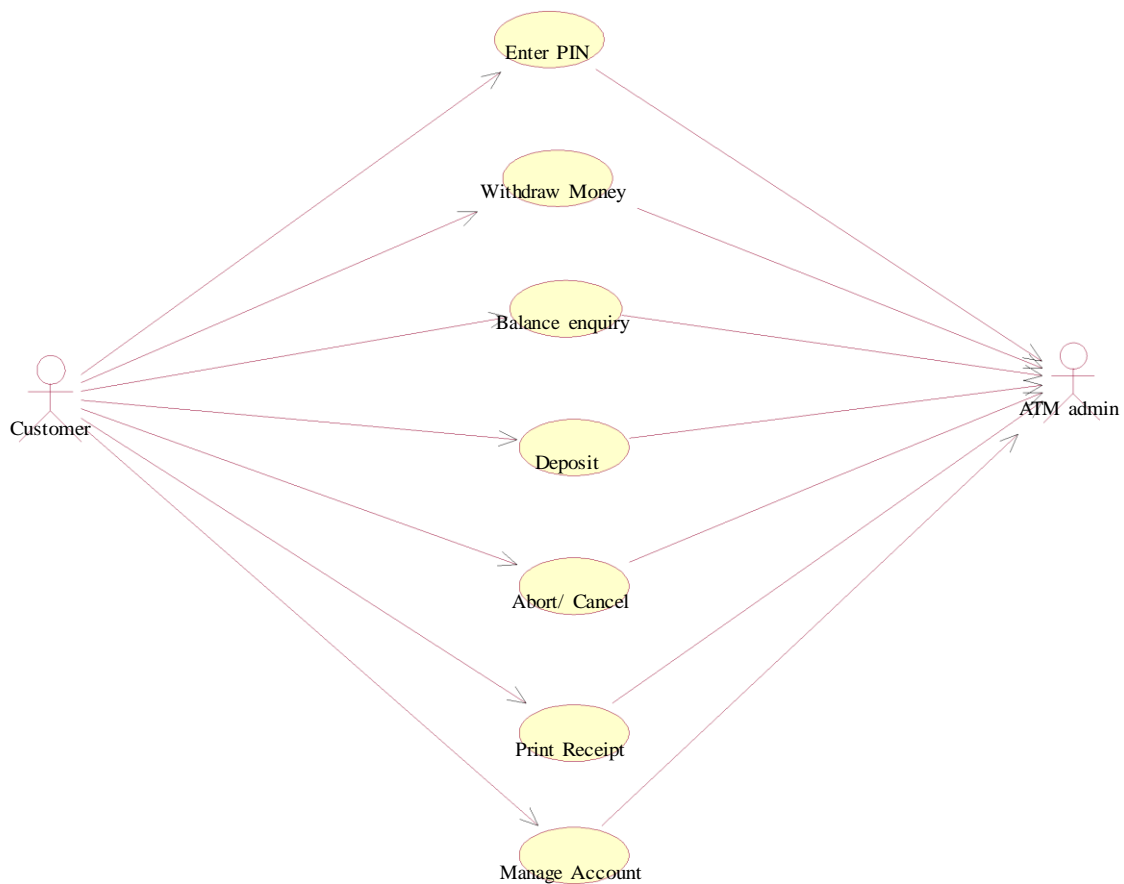 Enter PIN
Withdraw Money
Balance enquiry
Customer
ATM admin
Deposit
Abort/ Cancel
Print Receipt
Manage Account